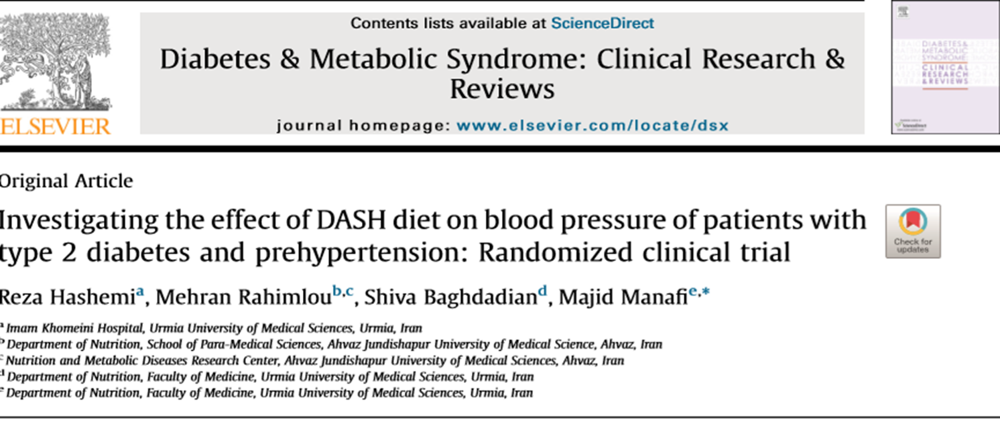 Contents lists available at ScienceDirect
Diabetes & Metabolic Syndrome: Clinical Research &
Reviews
journal homepage: www.elsevier.com/locate/dsx
ELSEVIER
DIABETES &
METABOLIC
SYNDROME:
CLINICAL
RESEARCH
& REVIEWS
ScienceDirect
Original Article
Investigating the effect of DASH diet on blood pressure of patients with
type 2 diabetes and prehypertension: Randomized clinical trial
Check for
updates
Reza Hashemi a, Mehran Rahimlou b,c, Shiva Baghdadian d, Majid Manafi e,*
a Imam Khomeini Hospital, Urmia University of Medical Sciences, Urmia, Iran
b Department of Nutrition, School of Para-Medical Sciences, Ahvaz Jundishapur University of Medical Science, Ahvaz, Iran
c Nutrition and Metabolic Diseases Research Center, Ahvaz Jundishapur University of Medical Sciences, Ahvaz, Iran
d Department of Nutrition, Faculty of Medicine, Urmia University of Medical Sciences, Urmia, Iran
e Department of Nutrition, Faculty of Medicine, Urmia University of Medical Sciences, Urmia, Iran